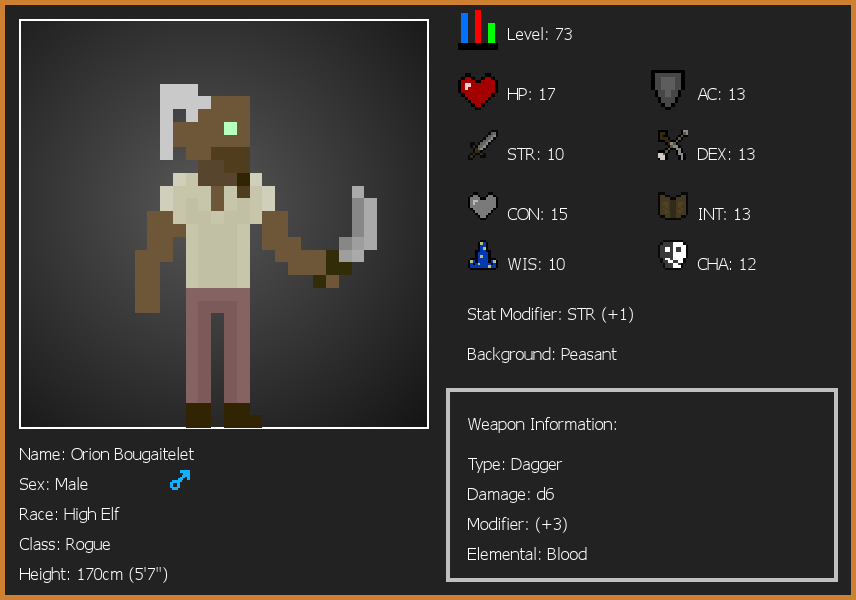 Level: 73
HP: 17
AC: 13
STR: 10
DEX: 13
CON: 15
INT: 13
WIS: 10
CHA: 12
Stat Modifier: STR (+1)
Background: Peasant
Weapon Information:
Type: Dagger
Damage: d6
Modifier: (+3)
Elemental: Blood
Name: Orion Bougaitelet
Sex: Male
Race: High Elf
Class: Rogue
Height: 170cm (5'7")